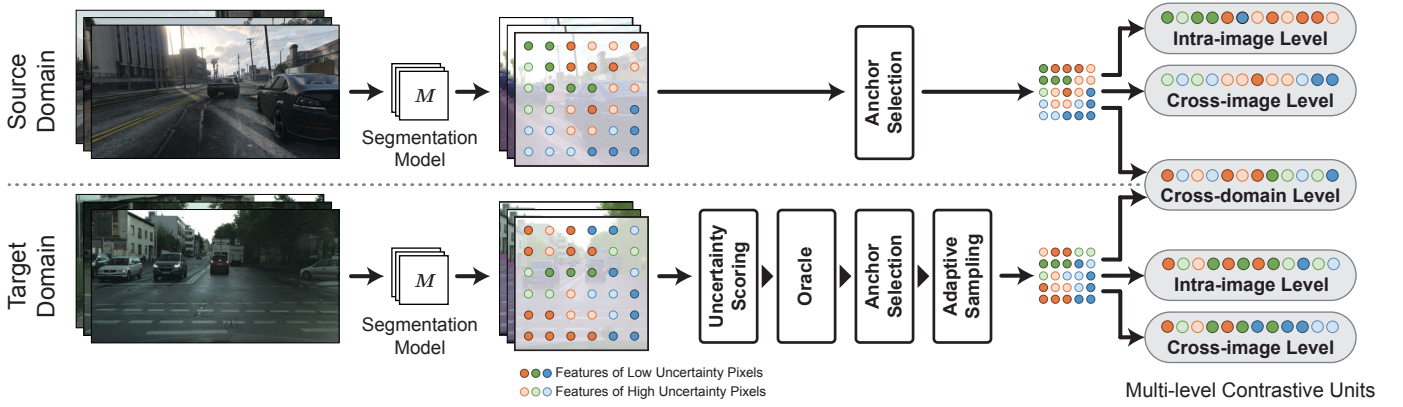 Source
Domain
M
Segmentation
Model
Anchor
Selection
Intra-image Level
Cross-image Level
Cross-domain Level
Target
Domain
M
Segmentation
Model
Uncertainty
Scoring
Oracle
Anchor
Selection
Adaptive
Sampling
Intra-image Level
Cross-image Level
Features of Low Uncertainty Pixels
Features of High Uncertainty Pixels
Multi-level Contrastive Units